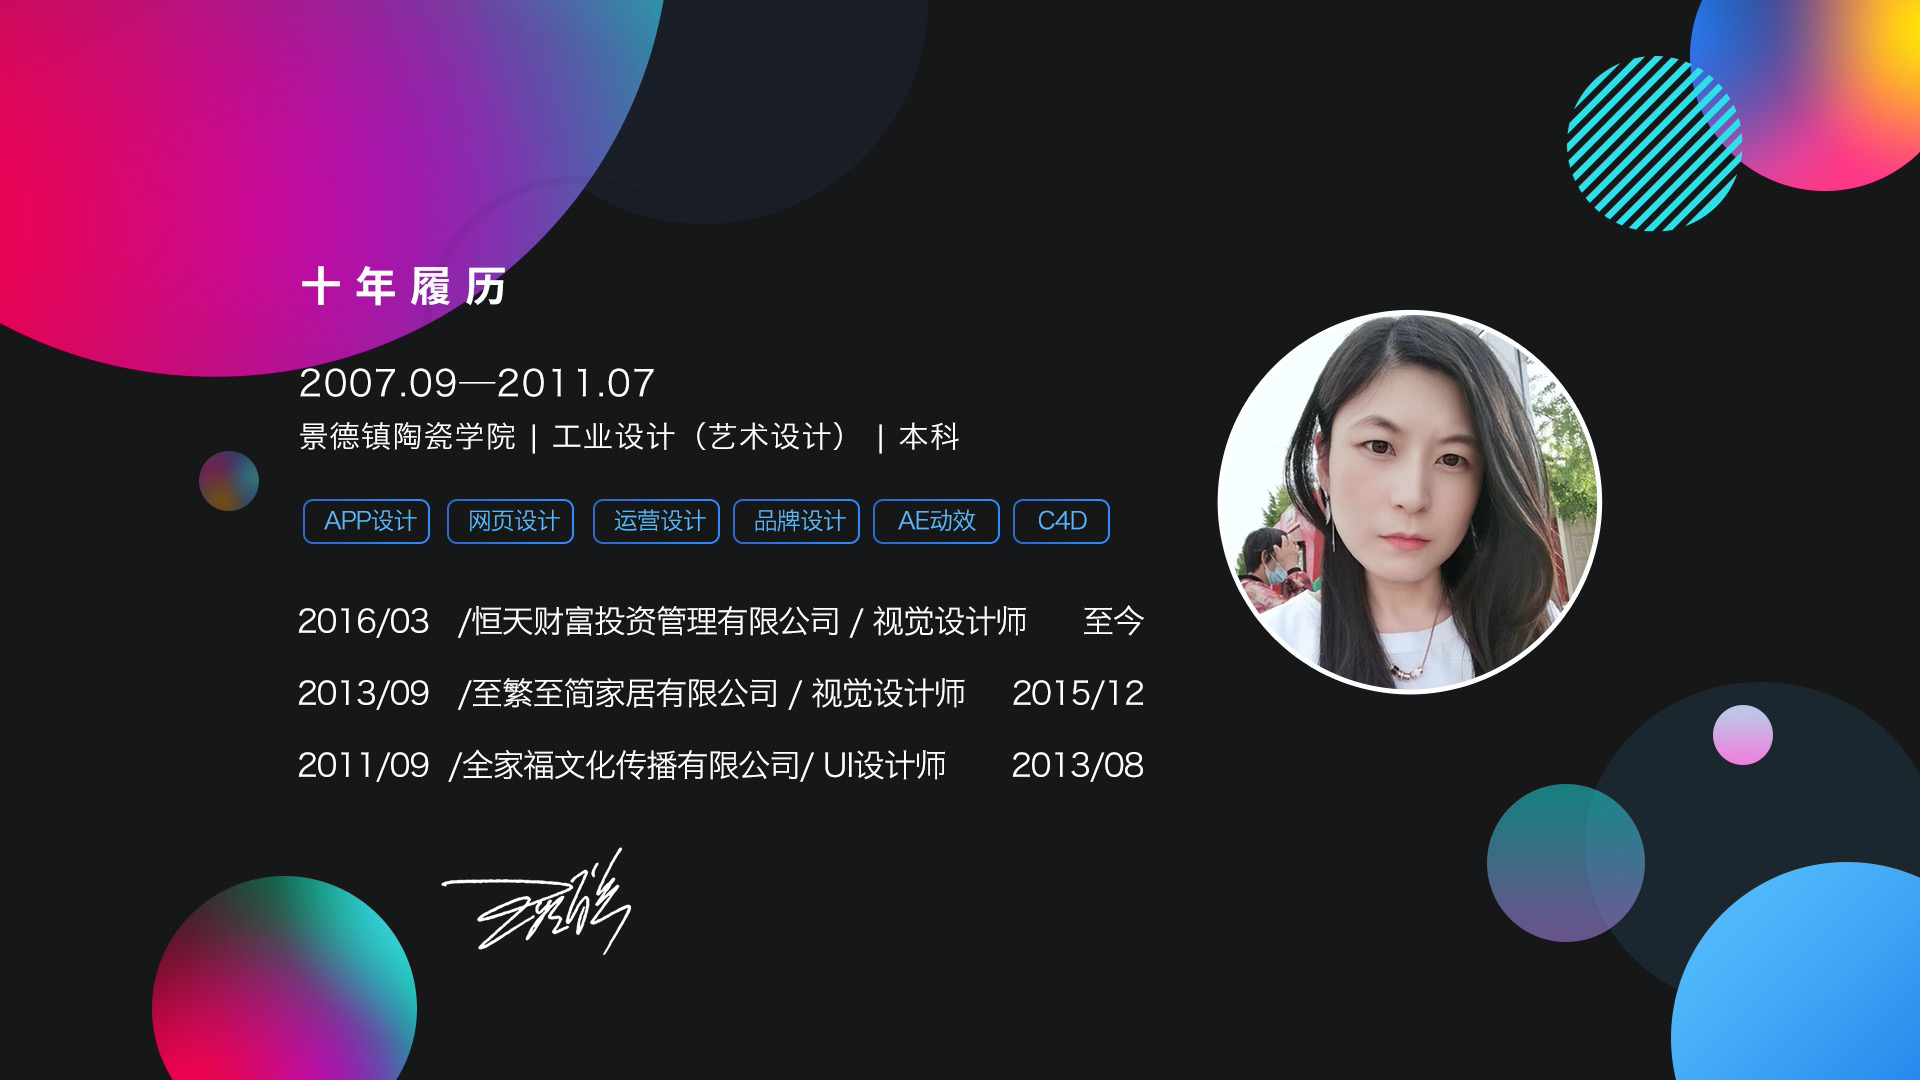 十年履历
2007.09—2011.07
景德镇陶瓷学院 | 工业设计（艺术设计） | 本科
APP设计 网页设计 运营设计 品牌设计 AE动效 C4D
2016/03 /恒天财富投资管理有限公司 / 视觉设计师 至今
2013/09 /至繁至简家居有限公司 / 视觉设计师 2015/12
2011/09 /全家福文化传播有限公司/ UI设计师 2013/08